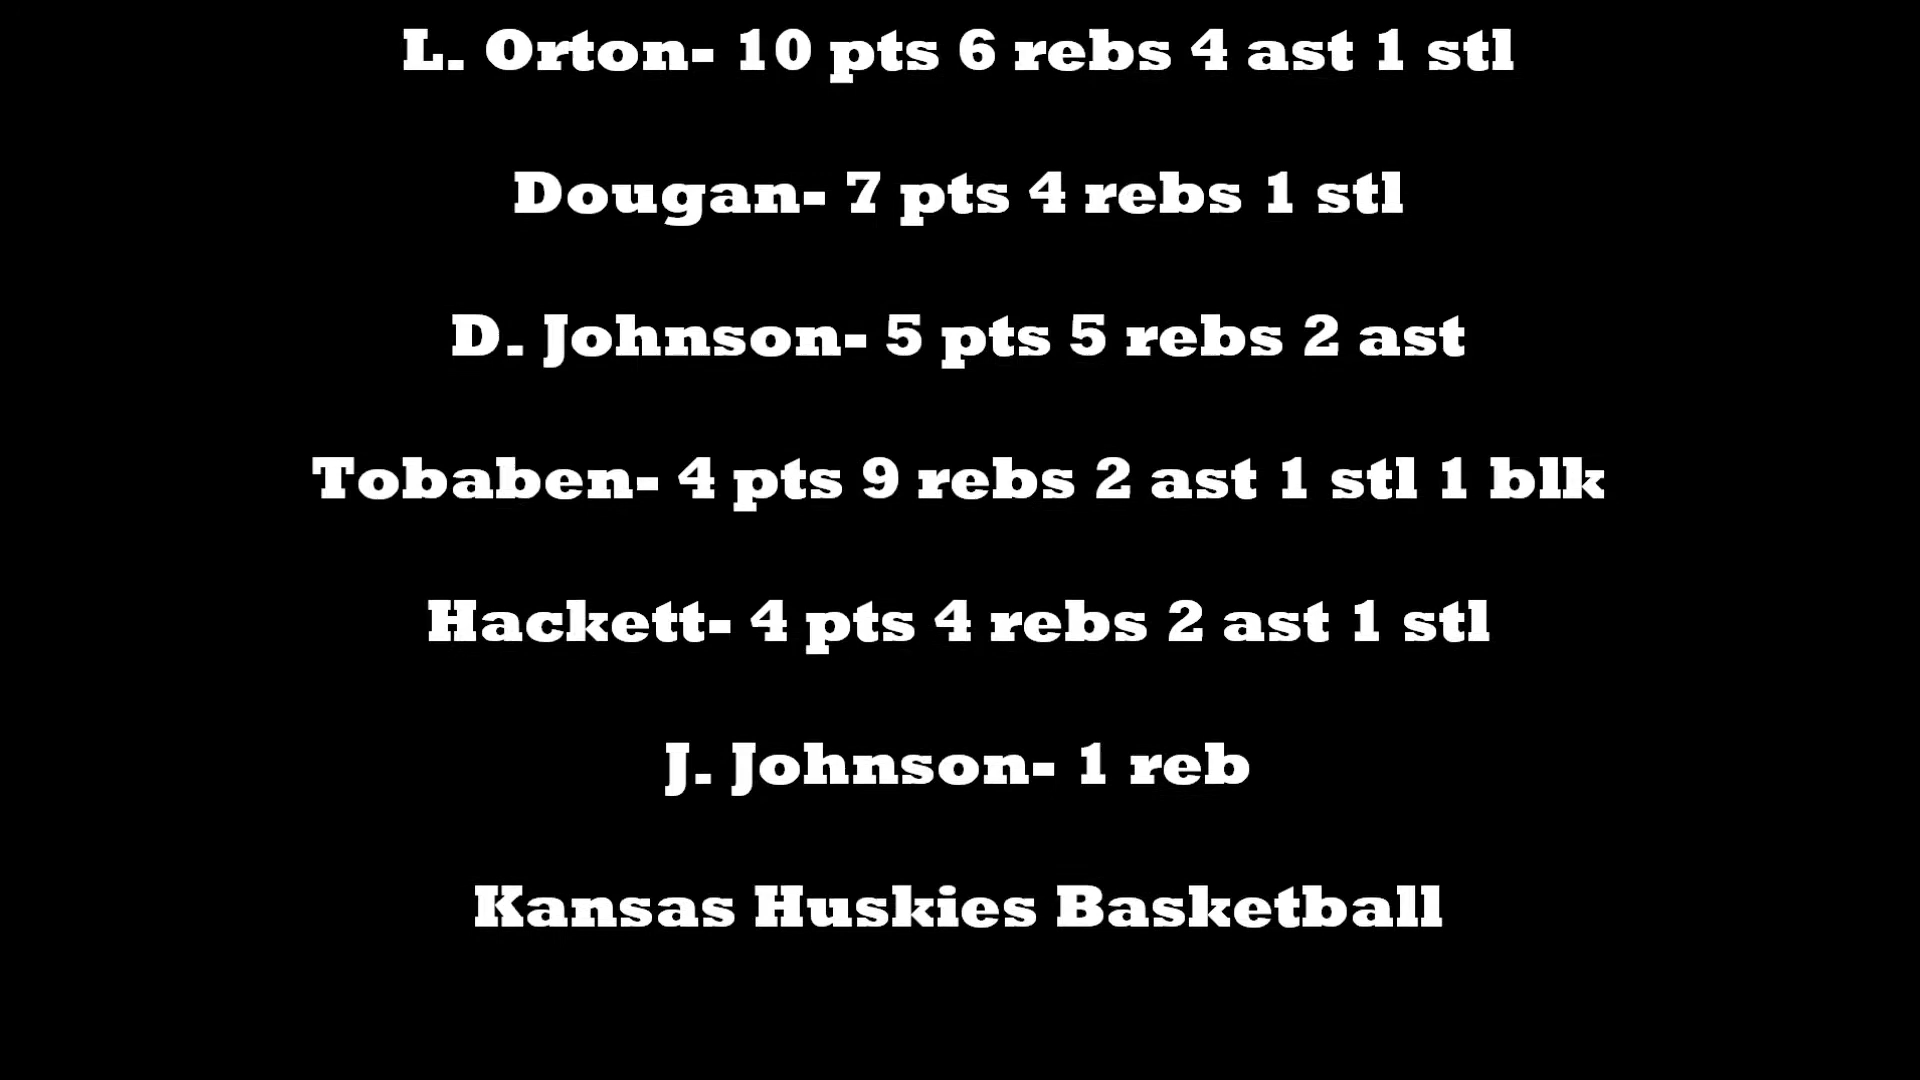 L. Orton- 10 pts 6 rebs 4 ast 1 stl
Dougan- 7 pts 4 rebs 1 stl
D. Johnson- 5 pts 5 rebs 2 ast
Tobaben- 4 pts 9 rebs 2 ast 1 stl 1 blk
Hackett- 4 pts 4 rebs 2 ast 1 stl
J. Johnson- 1 reb
Kansas Huskies Basketball